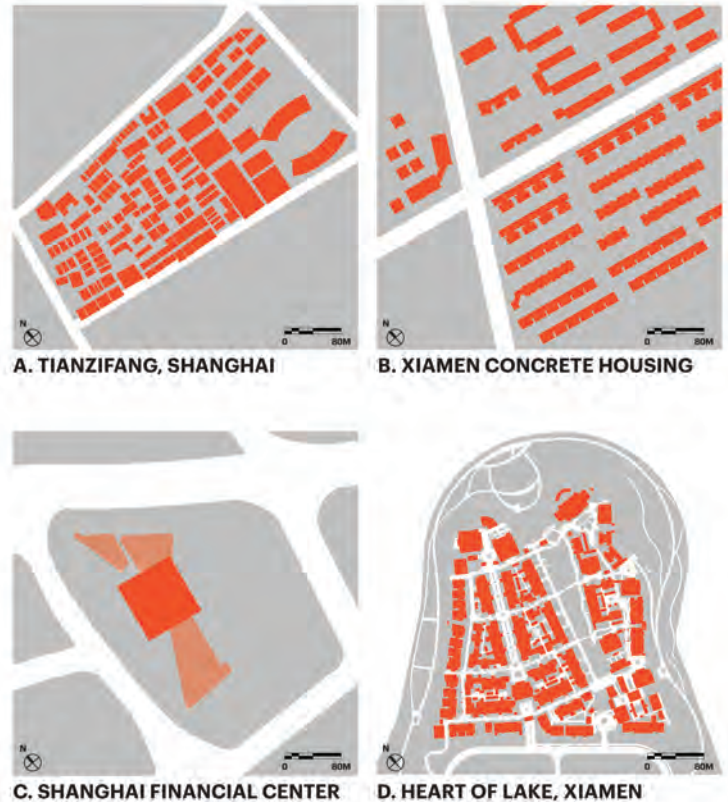 N
0 80M
A. TIANZIFANG, SHANGHAI
N
0 80M
B. XIAMEN CONCRETE HOUSING
N
0 80M
C. SHANGHAI FINANCIAL CENTER
N
0 80M
D. HEART OF LAKE, XIAMEN